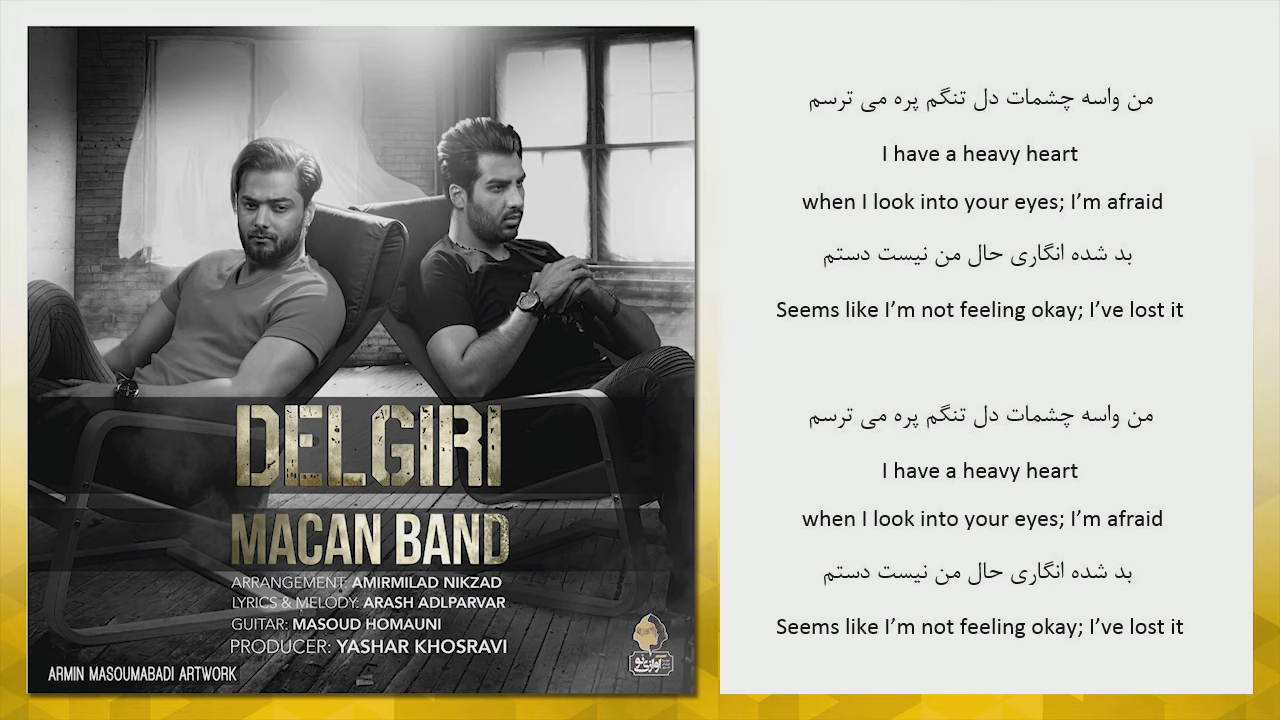 DELGIRI
MACAN BAND
ARRANGEMENT: AMIRMILAD NIKZAD
LYRICS & MELODY: ARASH ADLPARVAR
GUITAR: MASOUD HOMAUNI
PRODUCER: YASHAR KHOSRAVI
ARMIN MASOUMABADI ARTWORK
من واسه چشمات دل تنگم پره می ترسم
I have a heavy heart
when I look into your eyes; I’m afraid
بد شده انگاری حال من نیست دستم
Seems like I’m not feeling okay; I’ve lost it
من واسه چشمات دل تنگم پره می ترسم
I have a heavy heart
when I look into your eyes; I’m afraid
بد شده انگاری حال من نیست دستم
Seems like I’m not feeling okay; I’ve lost it